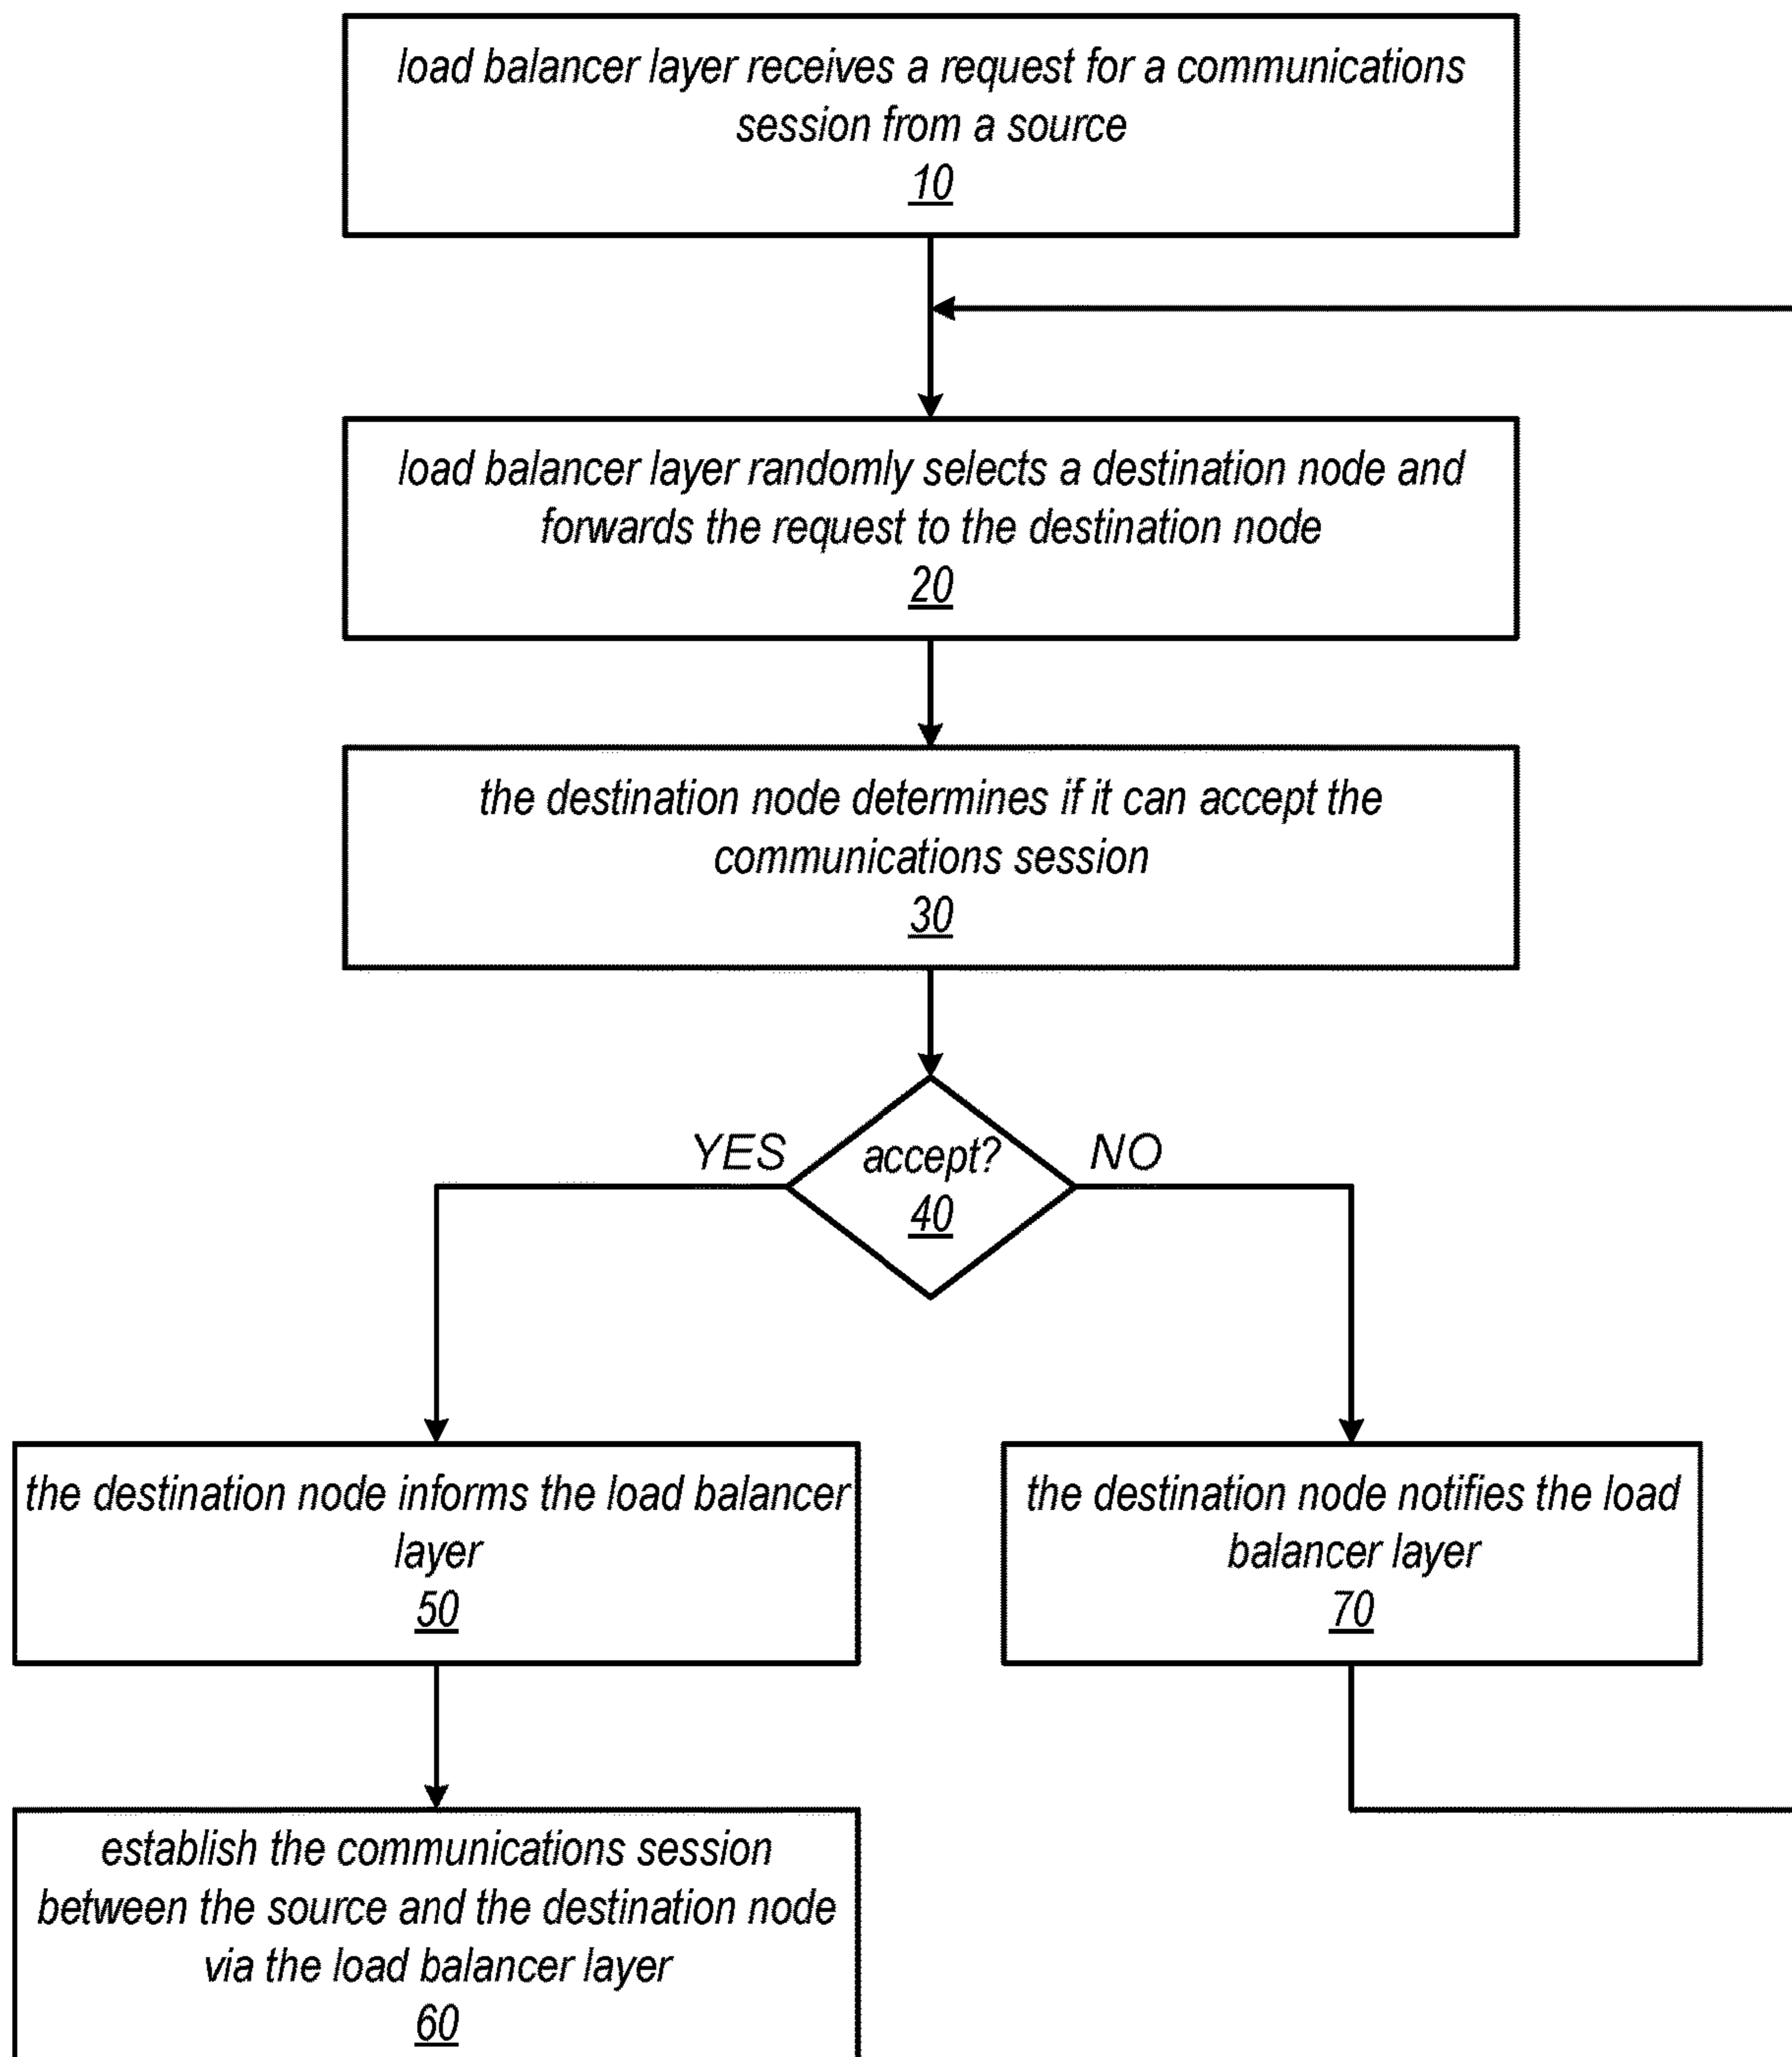 load balancer layer receives a request for a communications
session from a source
10
load balancer layer randomly selects a destination node and
forwards the request to the destination node
20
the destination node determines if it can accept the
communications session
30
YES
accept?
NO
40
the destination node informs the load balancer
layer
50
the destination node notifies the load
balancer layer
70
establish the communications session
between the source and the destination node
via the load balancer layer
60